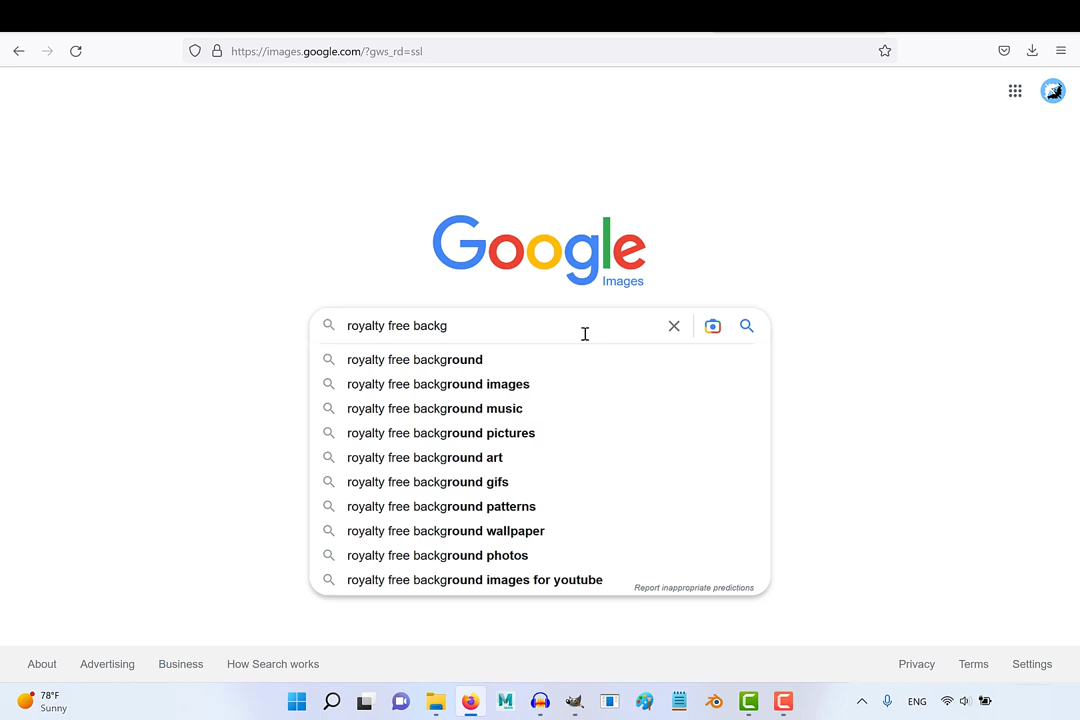 https://images.google.com/?gws_rd=ssl
Google
Images
royalty free backg
royalty free background
royalty free background images
royalty free background music
royalty free background pictures
royalty free background art
royalty free background gifs
royalty free background patterns
royalty free background wallpaper
royalty free background photos
royalty free background images for youtube
Report inappropriate predictions
About Advertising Business How Search works Privacy Terms Settings
78°F
Sunny
M
C
C
ENG